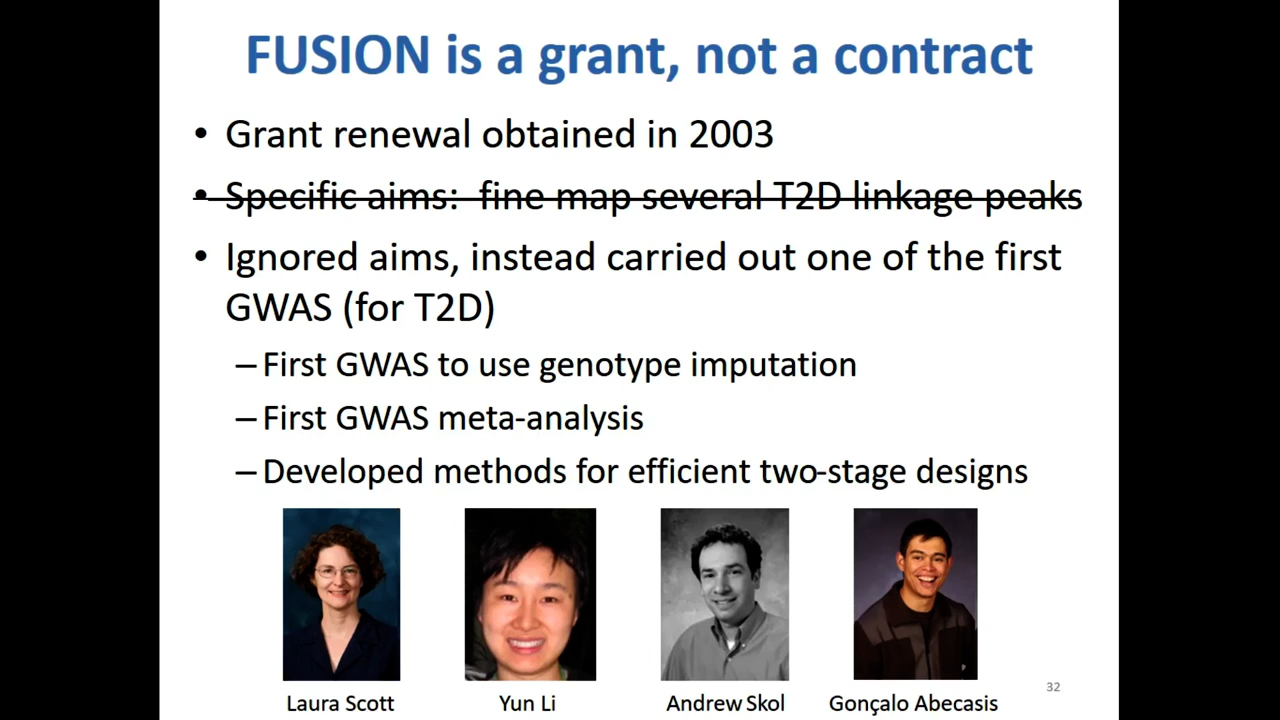 FUSION is a grant, not a contract
• Grant renewal obtained in 2003
• Specific aims:  fine map several T2D linkage peaks
• Ignored aims, instead carried out one of the first
GWAS (for T2D)
– First GWAS to use genotype imputation
– First GWAS meta-analysis
– Developed methods for efficient two-stage designs
Laura Scott
Yun Li
Andrew Skol
Gonçalo Abecasis
32